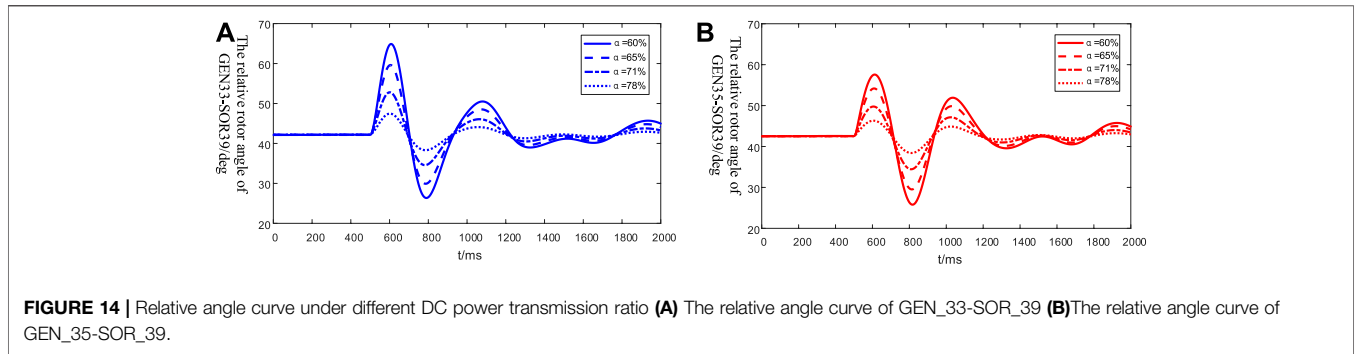 A
The relative rotor angle of
GEN33-SOR39/deg
70
60
50
40
30
20
0
200
400
600
800
1000
1200
1400
1600
1800
2000
t/ms
α =60%
α =65%
α =71%
α =78%
B
The relative rotor angle of
GEN35-SOR39/deg
70
60
50
40
30
20
0
200
400
600
800
1000
1200
1400
1600
1800
2000
t/ms
α =60%
α =65%
α =71%
α =78%
FIGURE 14 | Relative angle curve under different DC power transmission ratio (A) The relative angle curve of GEN_33-SOR_39 (B)The relative angle curve of
GEN_35-SOR_39.